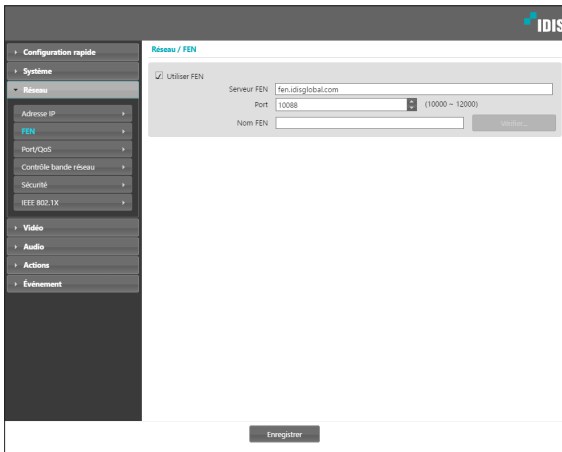 IDIS
Configuration rapide
Système
Réseau
Adresse IP
FEN
Port/QoS
Contrôle bande réseau
Sécurité
IEEE 802.1X
Vidéo
Audio
Actions
Événement
Réseau / FEN
Utiliser FEN
Serveur FEN fen.idisglobal.com
Port 10088 (10000 ~ 12000)
Nom FEN Vérifier...
Enregistrer